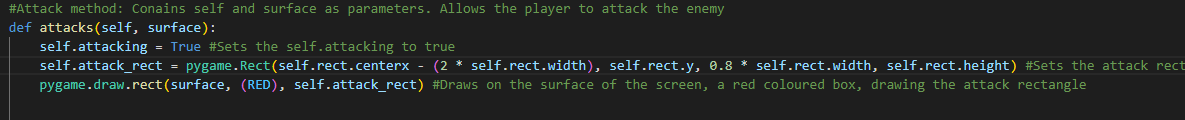 #Attack method: Conains self and surface as parameters. Allows the player to attack the enemy
def attacks(self, surface):
self.attacking = True #Sets the self.attacking to true
self.attack_rect = pygame.Rect(self.rect.centerx - (2 * self.rect.width), self.rect.y, 0.8 * self.rect.width, self.rect.height) #Sets the attack rect
pygame.draw.rect(surface, (RED), self.attack_rect) #Draws on the surface of the screen, a red coloured box, drawing the attack rectangle